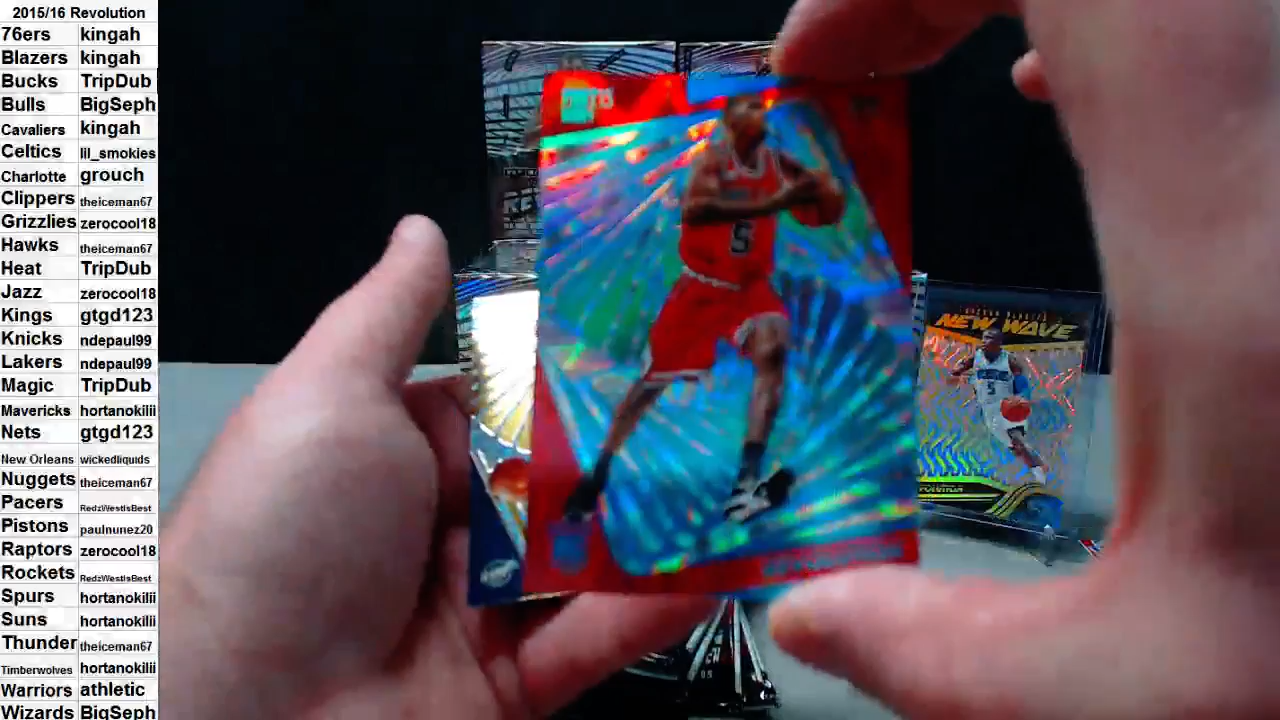 2015/16 Revolution
76ers kingah
Blazers kingah
Bucks TripDub
Bulls BigSeph
Cavaliers kingah
Celtics lil_smokies
Charlotte grouch
Clippers theiceman67
Grizzlies zerocool18
Hawks theiceman67
Heat TripDub
Jazz zerocool18
Kings gtgd123
Knicks ndepaul99
Lakers ndepaul99
Magic TripDub
Mavericks hortanokilii
Nets gtgd123
New Orleans wickedliquids
Nuggets theiceman67
Pacers RedzWestIsBest
Pistons paulnunez20
Raptors zerocool18
Rockets RedzWestIsBest
Spurs hortanokilii
Suns hortanokilii
Thunder theiceman67
Timberwolves hortanokilii
Warriors athletic
Wizards BigSeph
5
NEW WAVE
5